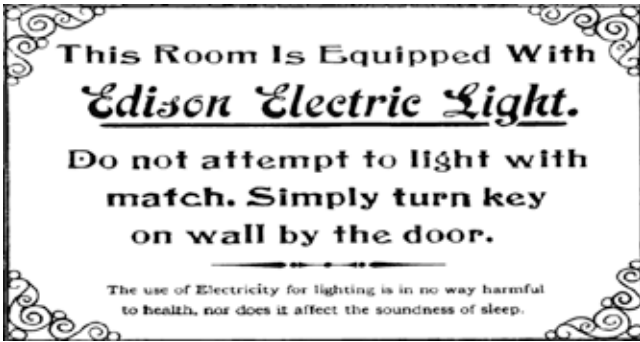 This Room Is Equipped With
Edison Electric Light.
Do not attempt to light with
match. Simply turn key
on wall by the door.
The use of Electricity for lighting is in no way harmful
to health, nor does it affect the soundness of sleep.